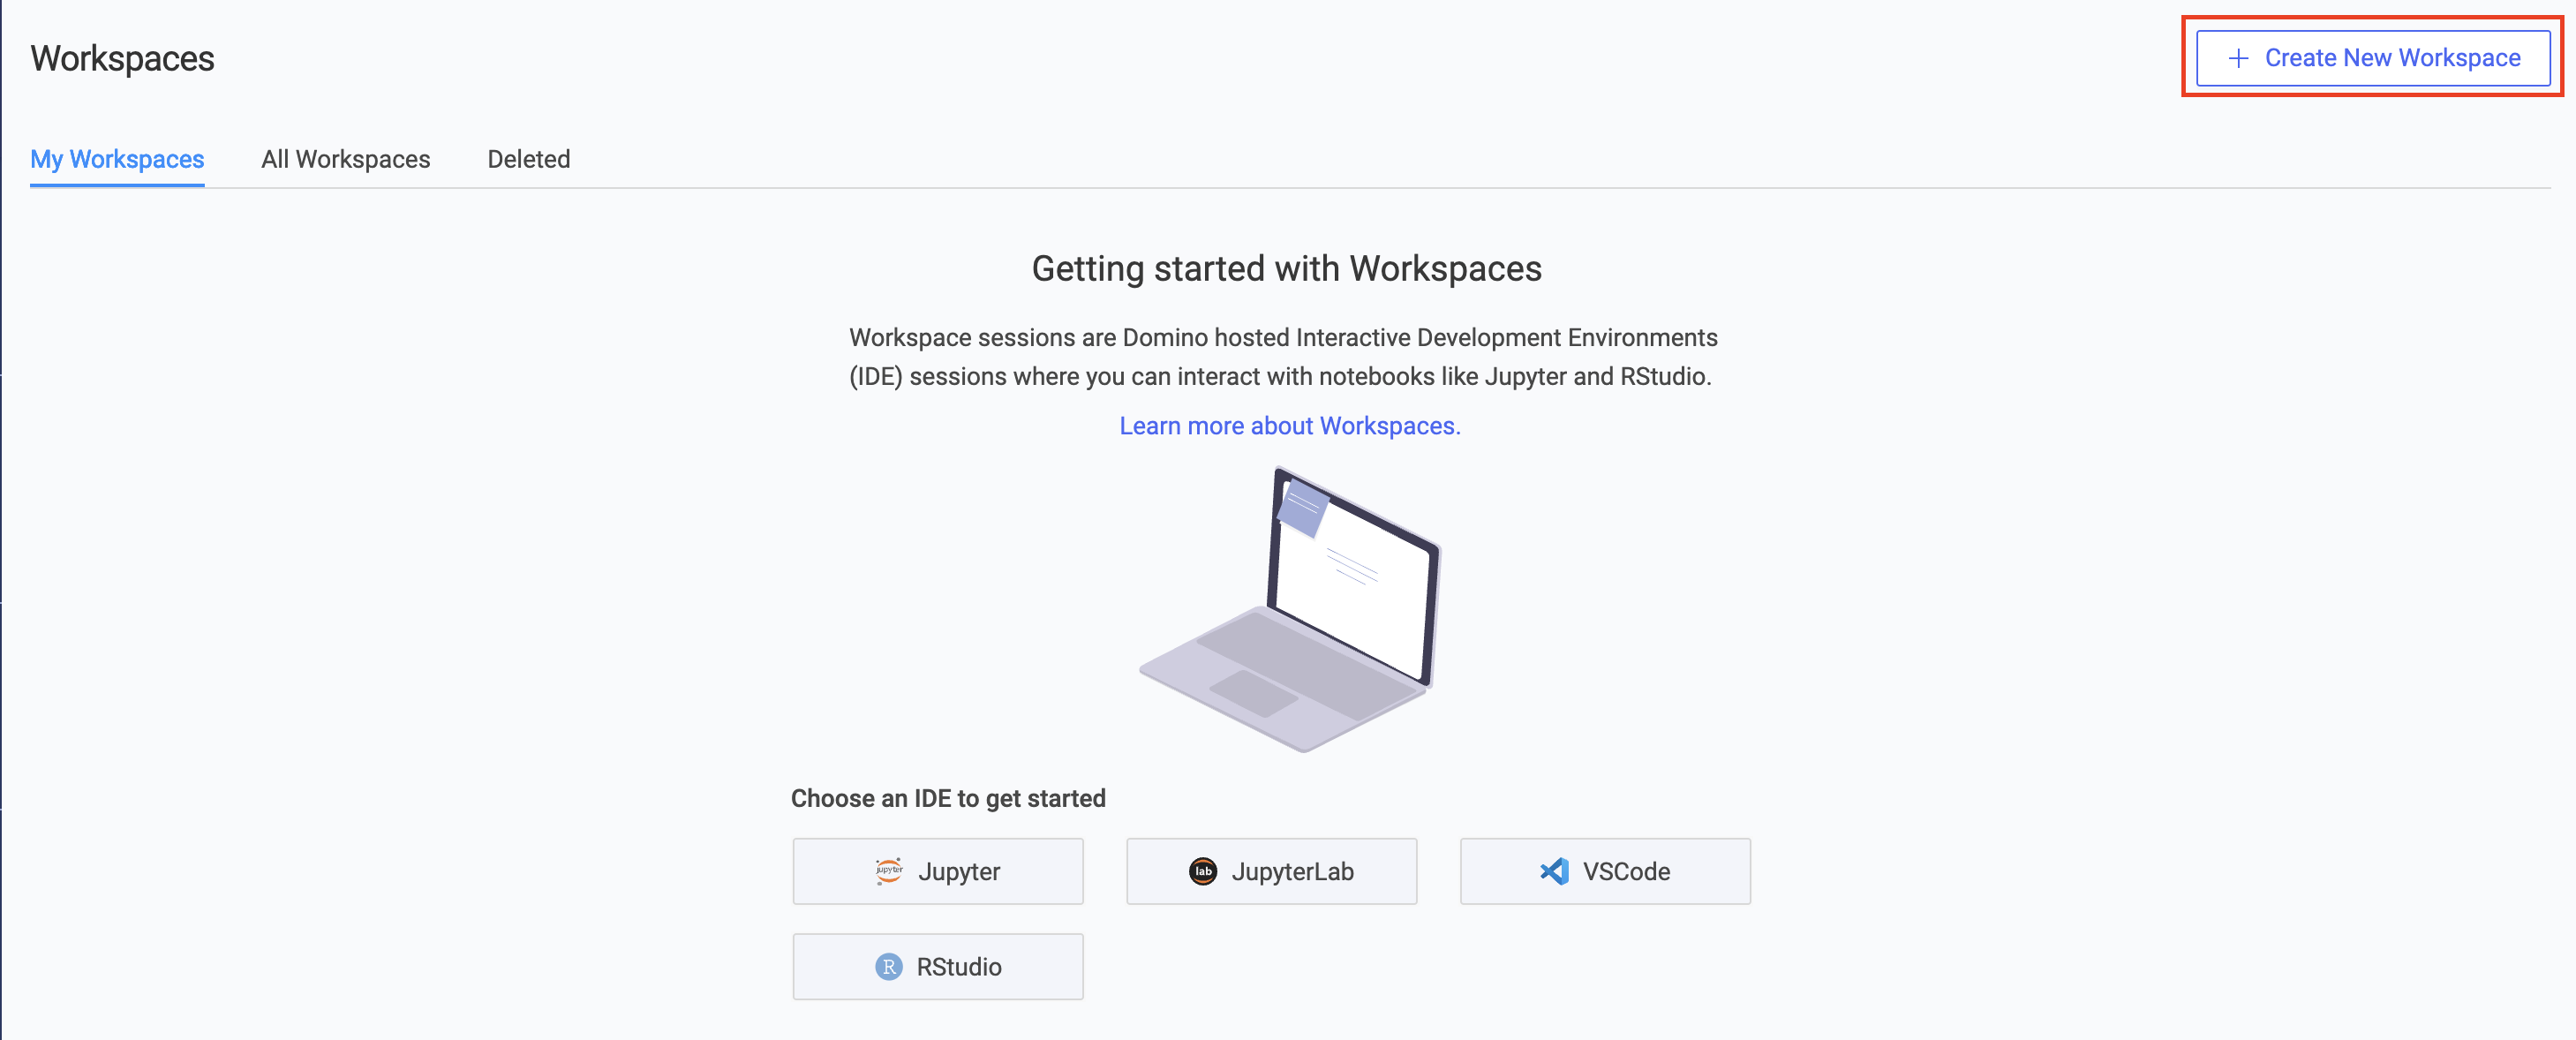 Workspaces
+ Create New Workspace
My Workspaces
All Workspaces
Deleted
Getting started with Workspaces
Workspace sessions are Domino hosted Interactive Development Environments
(IDE) sessions where you can interact with notebooks like Jupyter and RStudio.
Learn more about Workspaces.
Choose an IDE to get started
jupyter Jupyter
lab JupyterLab
VSCode
R RStudio